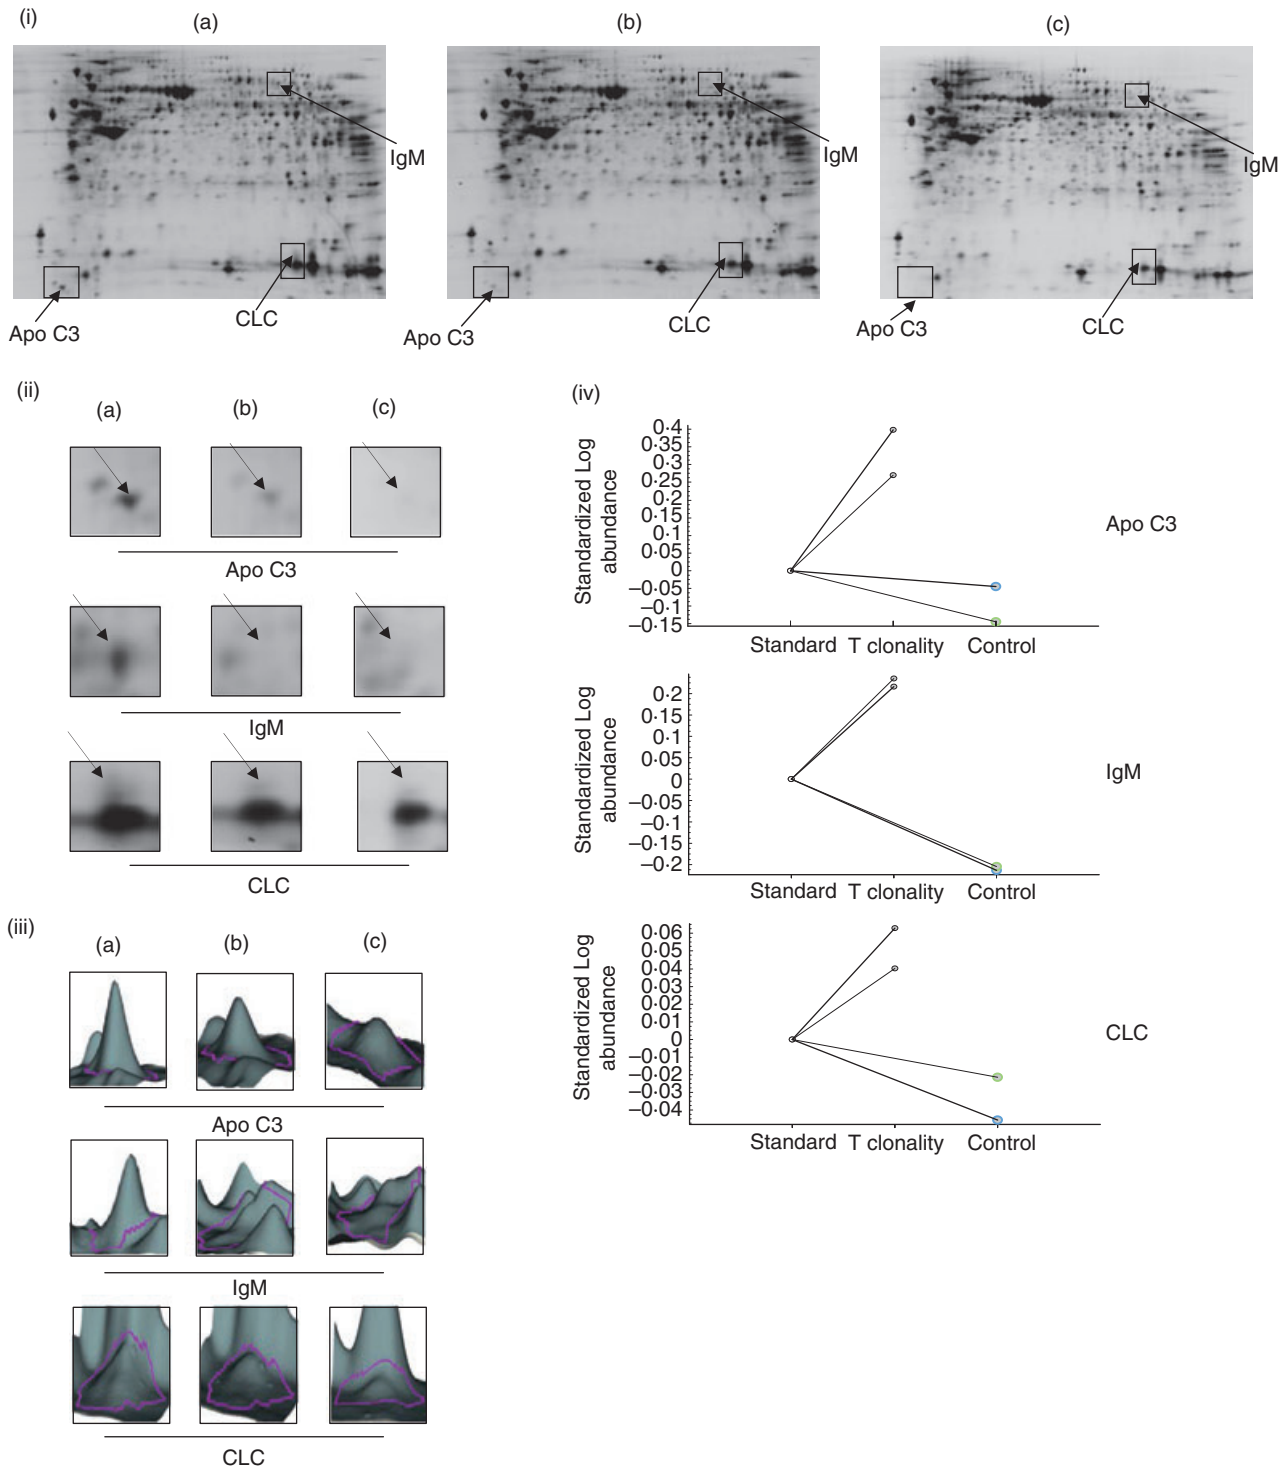 (i)
(a)
(b)
(c)
IgM
IgM
IgM
Apo C3
CLC
Apo C3
CLC
Apo C3
CLC
(ii)
(a)
(b)
(c)
Apo C3
IgM
CLC
(iii)
(a)
(b)
(c)
Apo C3
IgM
CLC
(iv)
Standardized Log
abundance
0·4
0·35
0·3
0·2
0·2
0·1
0·1
0·05
0
–0·05
–0·1
–0·15
Standard
T clonality
Control
Apo C3
Standardized Log
abundance
0·2
0·15
0·1
0·05
0
–0·05
–0·1
–0·15
–0·2
Standard
T clonality
Control
IgM
Standardized Log
abundance
0·06
0·03
0·04
0·02
0·02
0·01
0
–0·01
–0·02
–0·03
–0·04
Standard
T clonality
Control
CLC